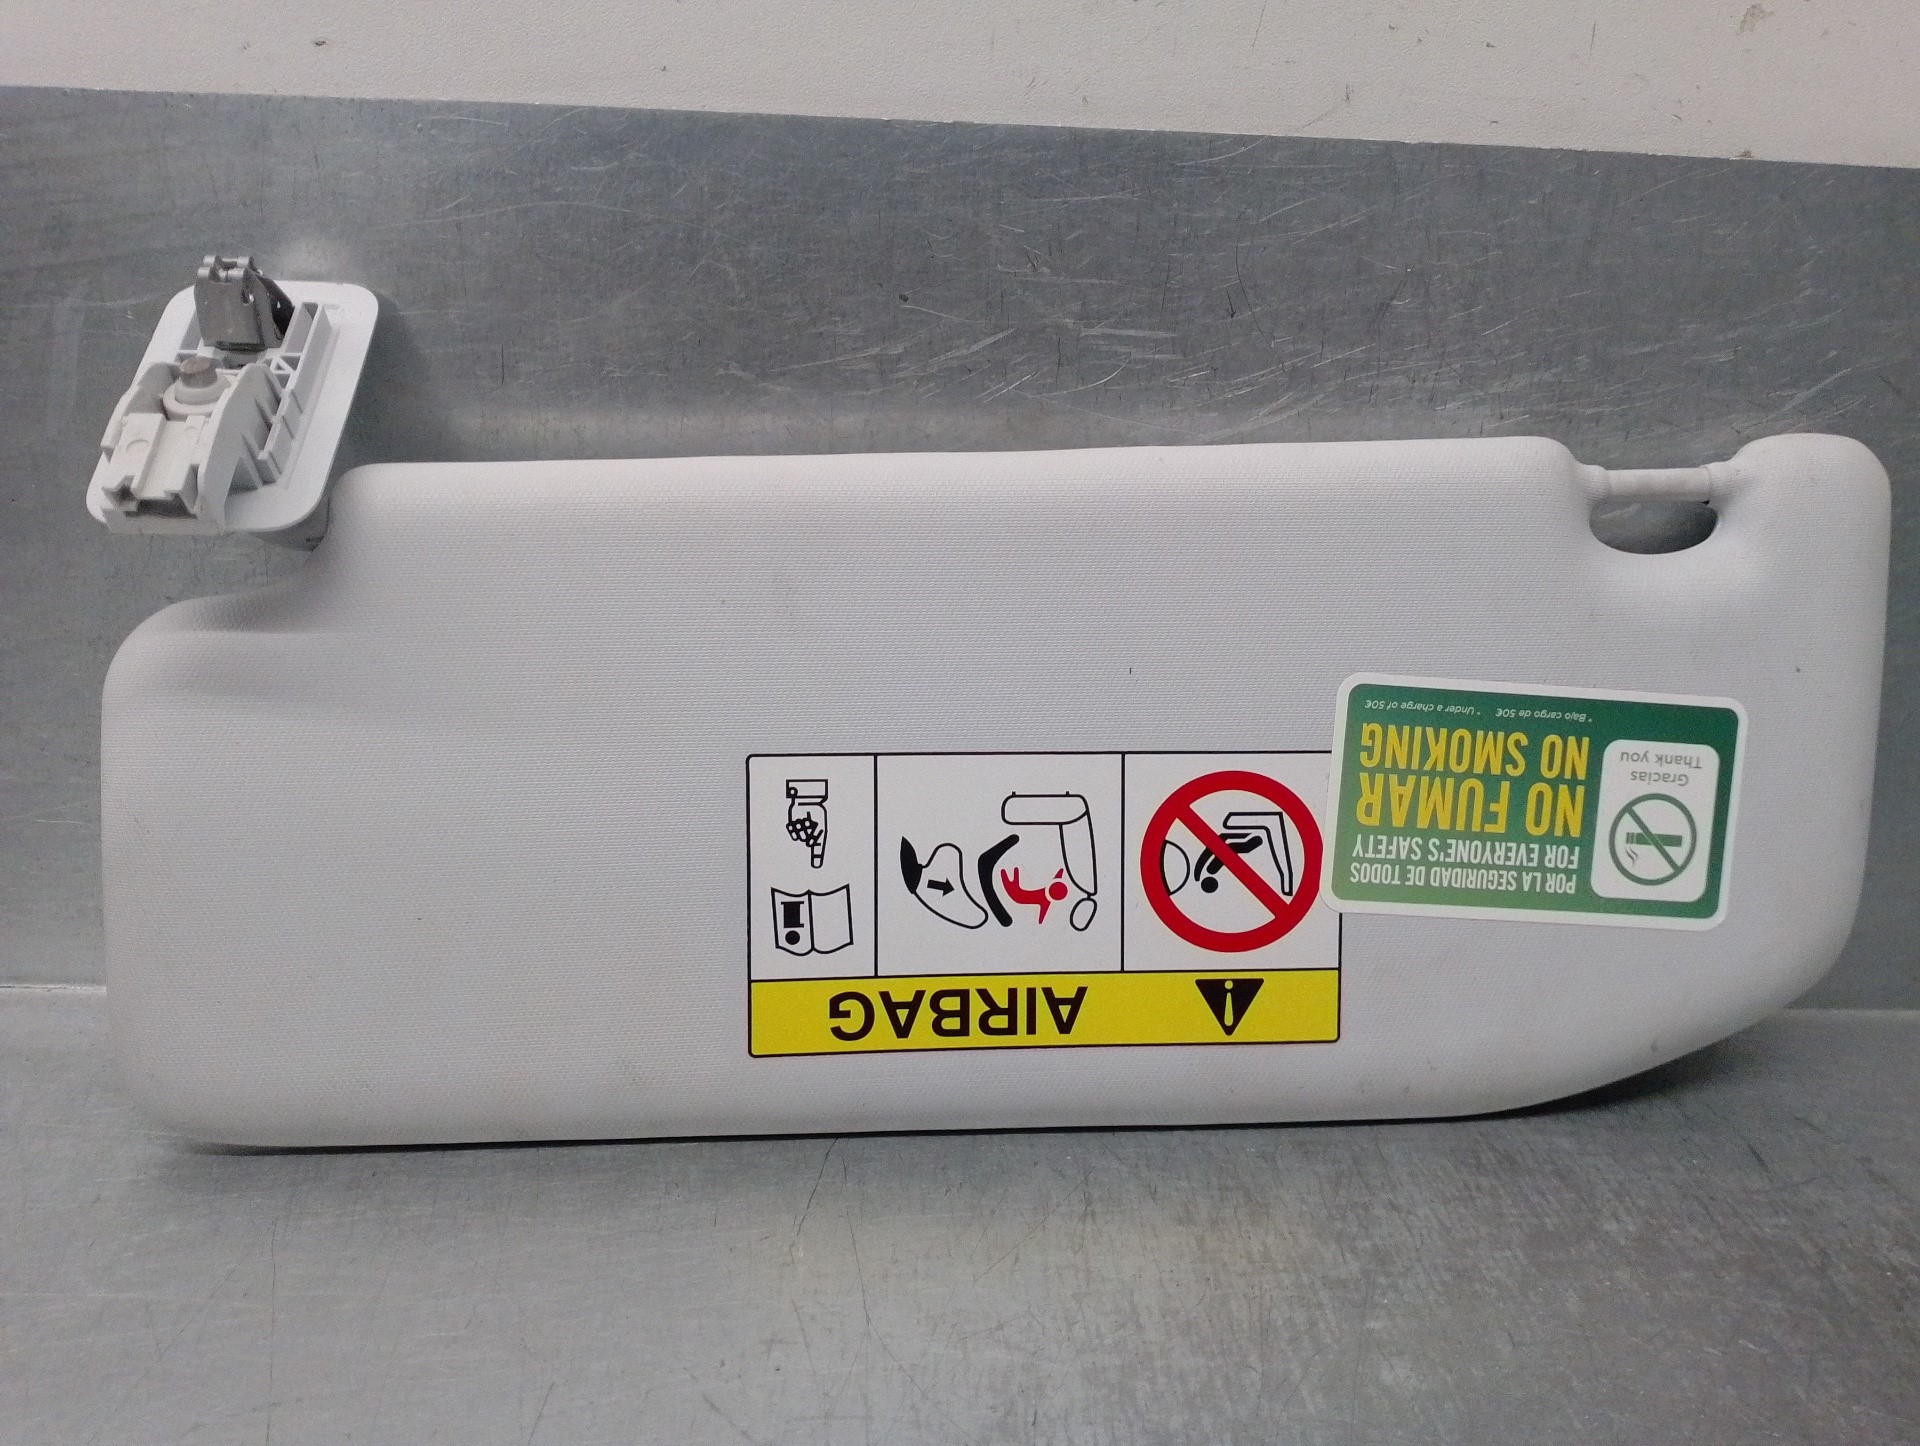 AIRBAG
POR LA SEGURIDAD DE TODOS
FOR EVERYONE'S SAFETY
NO FUMAR
NO SMOKING
* Bajo cargo de 50€ * Under a charge of 50€
Gracias
Thank you